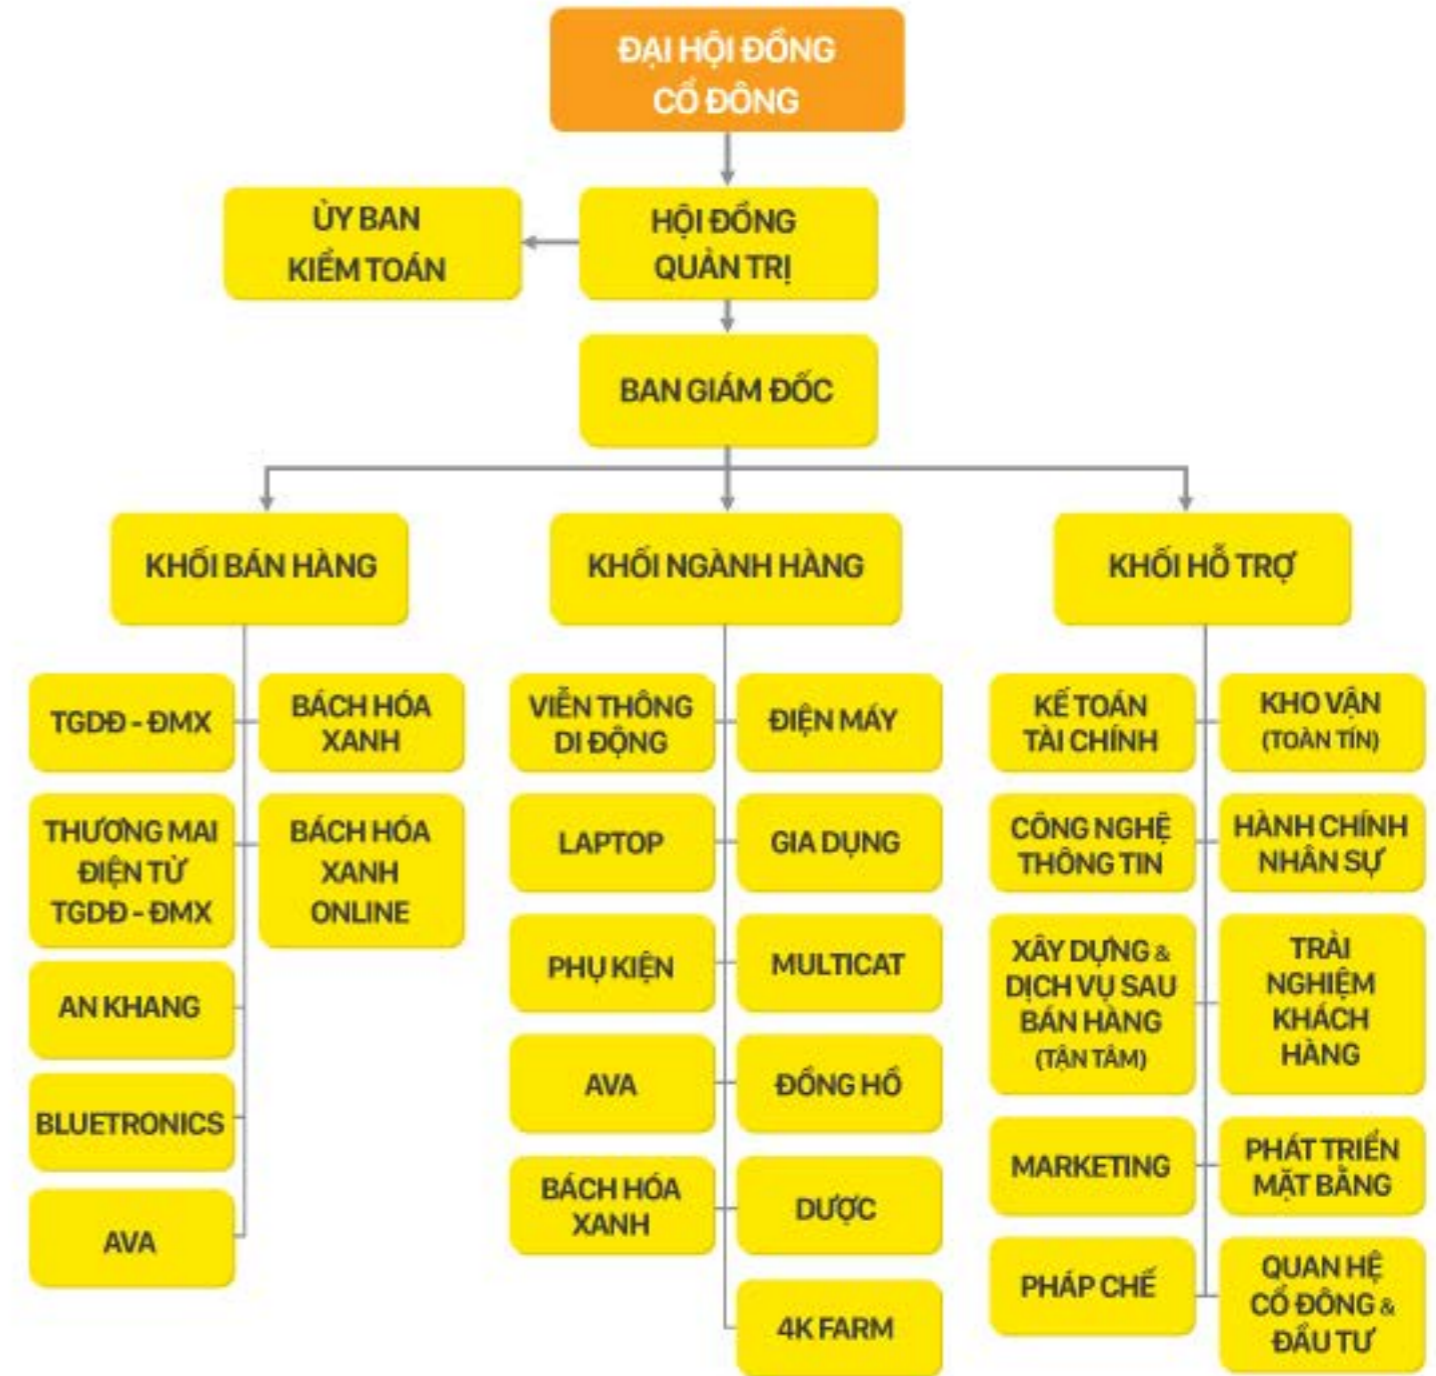 ĐẠI HỘI ĐỒNG
CỔ ĐÔNG
ỦY BAN
KIỂM TOÁN
HỘI ĐỒNG
QUẢN TRỊ
BAN GIÁM ĐỐC
KHỐI BÁN HÀNG
TGDĐ - ĐMX
BÁCH HÓA
XANH
THƯƠNG MAI
ĐIỆN TỬ
TGDĐ - ĐMX
BÁCH HÓA
XANH
ONLINE
AN KHANG
BLUETRONICS
AVA
KHỐI NGÀNH HÀNG
VIỄN THÔNG
DI ĐỘNG
ĐIỆN MÁY
LAPTOP
GIA DỤNG
PHỤ KIỆN
MULTICAT
AVA
ĐỒNG HỒ
BÁCH HÓA
XANH
DƯỢC
4K FARM
KHỐI HỖ TRỢ
KẾ TOÁN
TÀI CHÍNH
KHO VẬN
(TOÀN TÍN)
CÔNG NGHỆ
THÔNG TIN
HÀNH CHÍNH
NHÂN SỰ
XÂY DỰNG &
DỊCH VỤ SAU
BÁN HÀNG
(TẬN TÂM)
TRẢI
NGHIỆM
KHÁCH
HÀNG
MARKETING
PHÁT TRIỂN
MẶT BẰNG
PHÁP CHẾ
QUAN HỆ
CỔ ĐÔNG &
ĐẦU TƯ